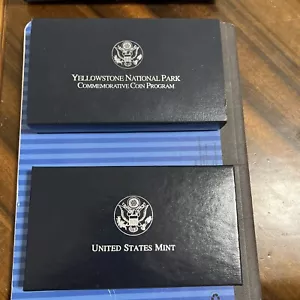 YELLOWSTONE NATIONAL PARK
COMMEMORATIVE COIN PROGRAM
UNITED STATES MINT